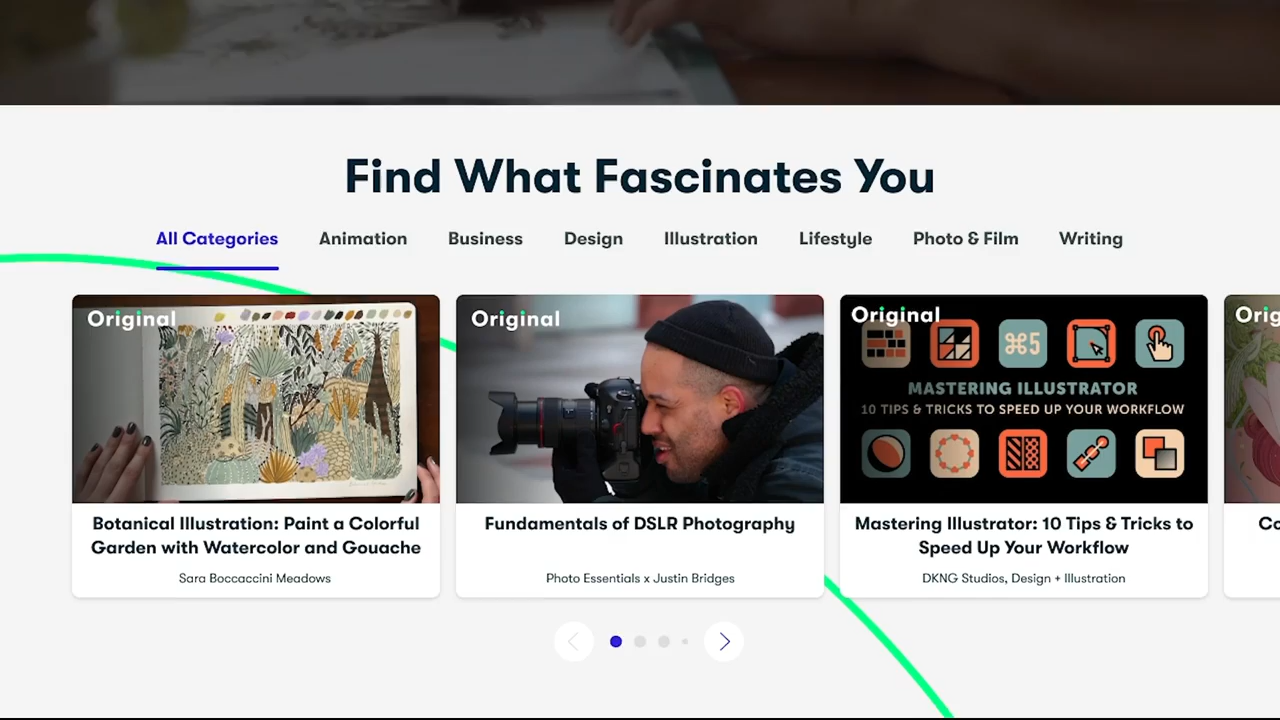 Find What Fascinates You
All Categories Animation Business Design Illustration Lifestyle Photo & Film Writing
Original
Botanical Illustration: Paint a Colorful
Garden with Watercolor and Gouache
Sara Boccaccini Meadows
Original
Fundamentals of DSLR Photography
Photo Essentials x Justin Bridges
Original
⌘5
MASTERING ILLUSTRATOR
10 TIPS & TRICKS TO SPEED UP YOUR WORKFLOW
Mastering Illustrator: 10 Tips & Tricks to
Speed Up Your Workflow
DKNG Studios, Design + Illustration